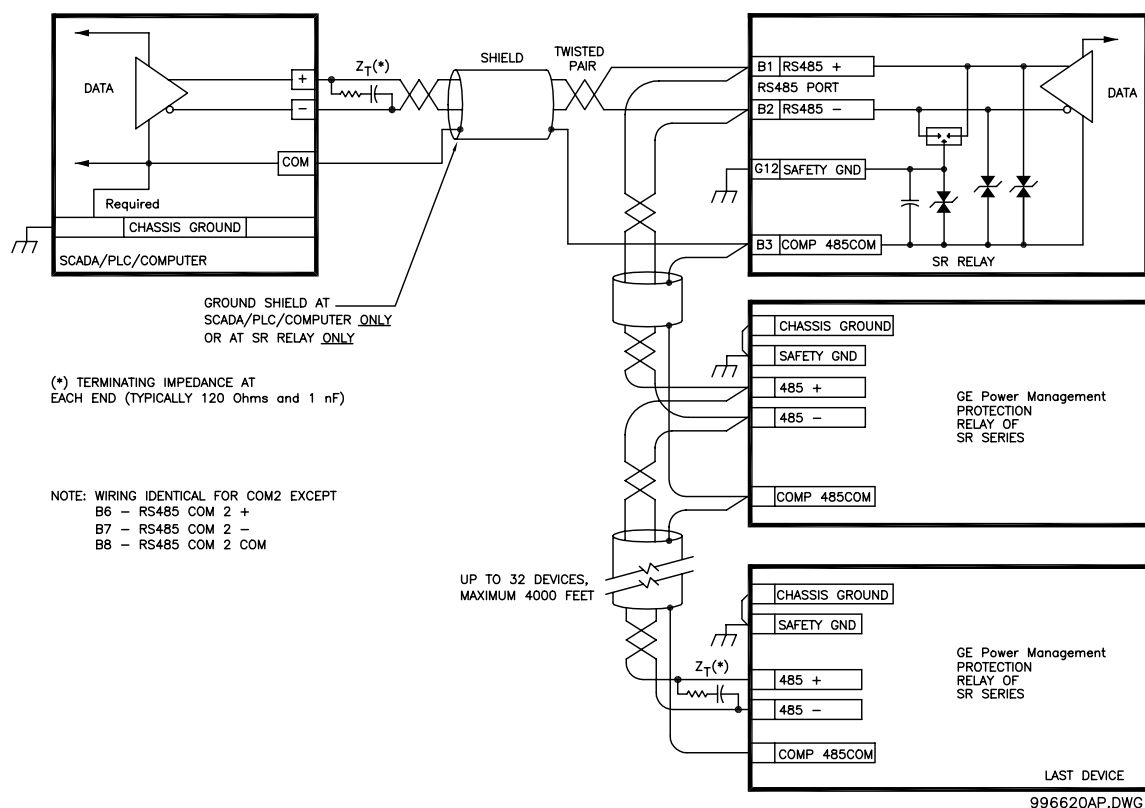 DATA
+
−
COM
Required
CHASSIS GROUND
SCADA/PLC/COMPUTER
Z_T(*)
SHIELD
TWISTED
PAIR
B1 RS485 +
RS485 PORT
B2 RS485 −
G12 SAFETY GND
B3 COMP 485COM
DATA
SR RELAY
GROUND SHIELD AT
SCADA/PLC/COMPUTER ONLY
OR AT SR RELAY ONLY
(*) TERMINATING IMPEDANCE AT
EACH END (TYPICALLY 120 Ohms and 1 nF)
NOTE: WIRING IDENTICAL FOR COM2 EXCEPT
B6 − RS485 COM 2 +
B7 − RS485 COM 2 −
B8 − RS485 COM 2 COM
CHASSIS GROUND
SAFETY GND
485 +
485 −
COMP 485COM
GE Power Management
PROTECTION
RELAY OF
SR SERIES
UP TO 32 DEVICES,
MAXIMUM 4000 FEET
Z_T(*)
CHASSIS GROUND
SAFETY GND
485 +
485 −
COMP 485COM
GE Power Management
PROTECTION
RELAY OF
SR SERIES
LAST DEVICE
996620AP.DWG